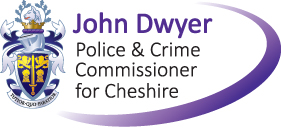 John Dwyer
Police & Crime
Commissioner
for Cheshire